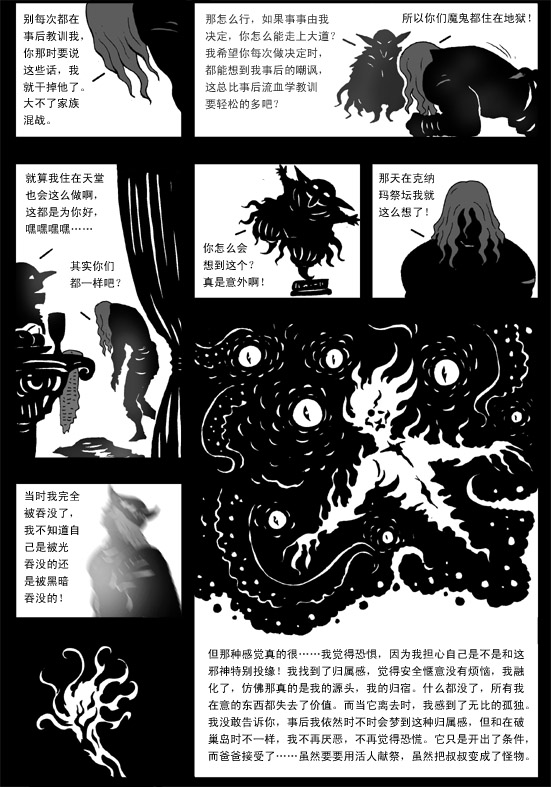 别每次都在
事后教训我，
你那时要说
这些话，我
就干掉他了。
大不了家族
混战。
那怎么行，如果事事由我
决定，你怎么能走上大道？
我希望你每次做决定时，
都能想到我事后的嘲讽，
这总比事后流血学教训
要轻松的多吧？
所以你们魔鬼都住在地狱！
就算我住在天堂
也会这么做啊，
这都是为你好，
嘿嘿嘿嘿……
其实你们
都一样吧？
你怎么会
想到这个？
真是意外啊！
那天在克纳
玛祭坛我就
这么想了！
当时我完全
被吞没了，
我不知道自
己是被光
吞没的还
是被黑暗
吞没的！
但那种感觉真的很……我觉得恐惧，因为我担心自己是不是和这
邪神特别投缘！我找到了归属感，觉得安全惬意没有烦恼，我融
化了，仿佛那真的是我的源头，我的归宿。什么都没了，所有我
在意的东西都失去了价值。而当它离去时，我感到了无比的孤独。
我没敢告诉你，事后我依然时不时会梦到这种归属感，但和在破
巢岛时不一样，我不再厌恶，不再觉得恐慌。它只是开出了条件，
而爸爸接受了……虽然要要用活人献祭，虽然把叔叔变成了怪物。